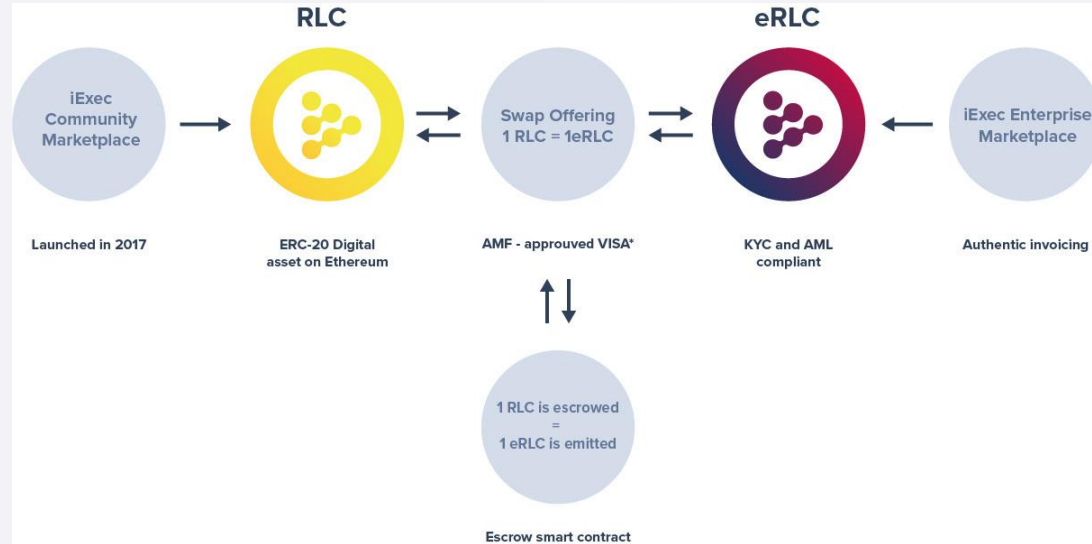 RLC
eRLC
iExec
Community
Marketplace
Swap Offering
1 RLC = 1eRLC
iExec Enterprise
Marketplace
Launched in 2017
ERC-20 Digital
asset on Ethereum
AMF - approuved VISA*
KYC and AML
compliant
Authentic invoicing
1 RLC is escrowed
=
1 eRLC is emitted
Escrow smart contract